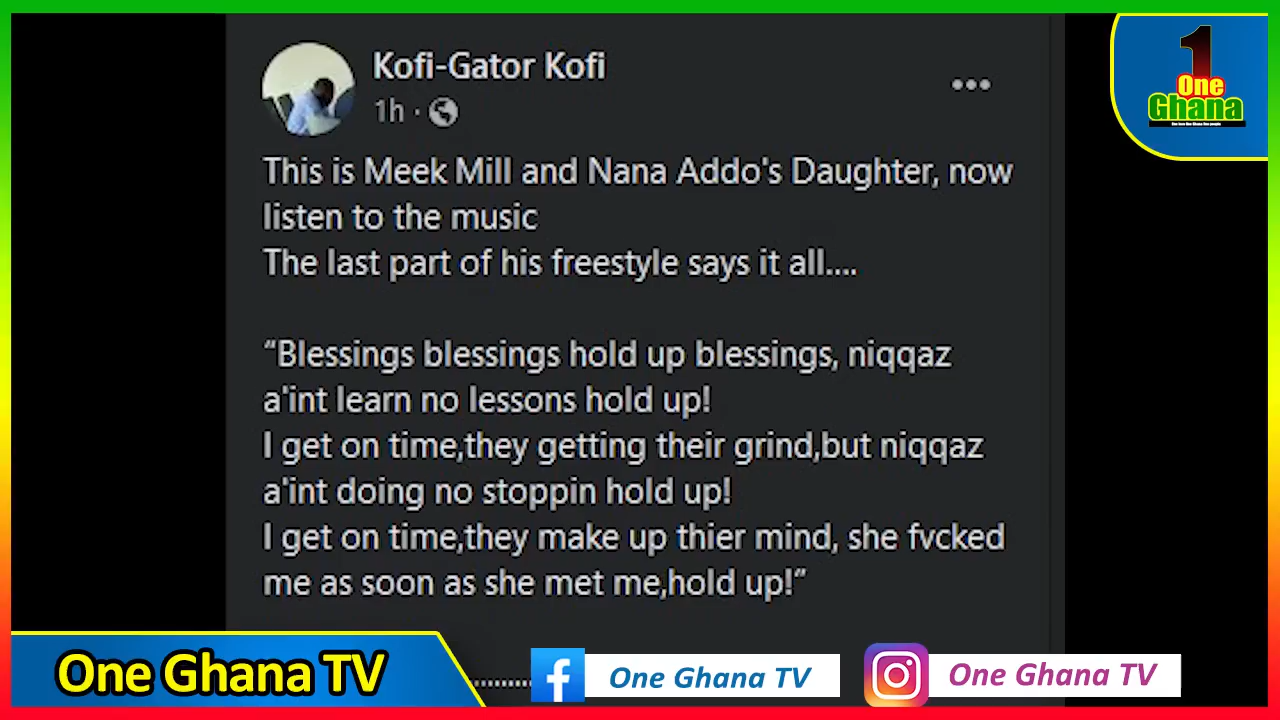 Kofi-Gator Kofi
1h ·
This is Meek Mill and Nana Addo's Daughter, now
listen to the music
The last part of his freestyle says it all....
“Blessings blessings hold up blessings, niqqaz
a'int learn no lessons hold up!
I get on time,they getting their grind,but niqqaz
a'int doing no stoppin hold up!
I get on time,they make up thier mind, she fvcked
me as soon as she met me,hold up!”
1
One
Ghana
One Ghana TV
One Ghana TV
One Ghana TV